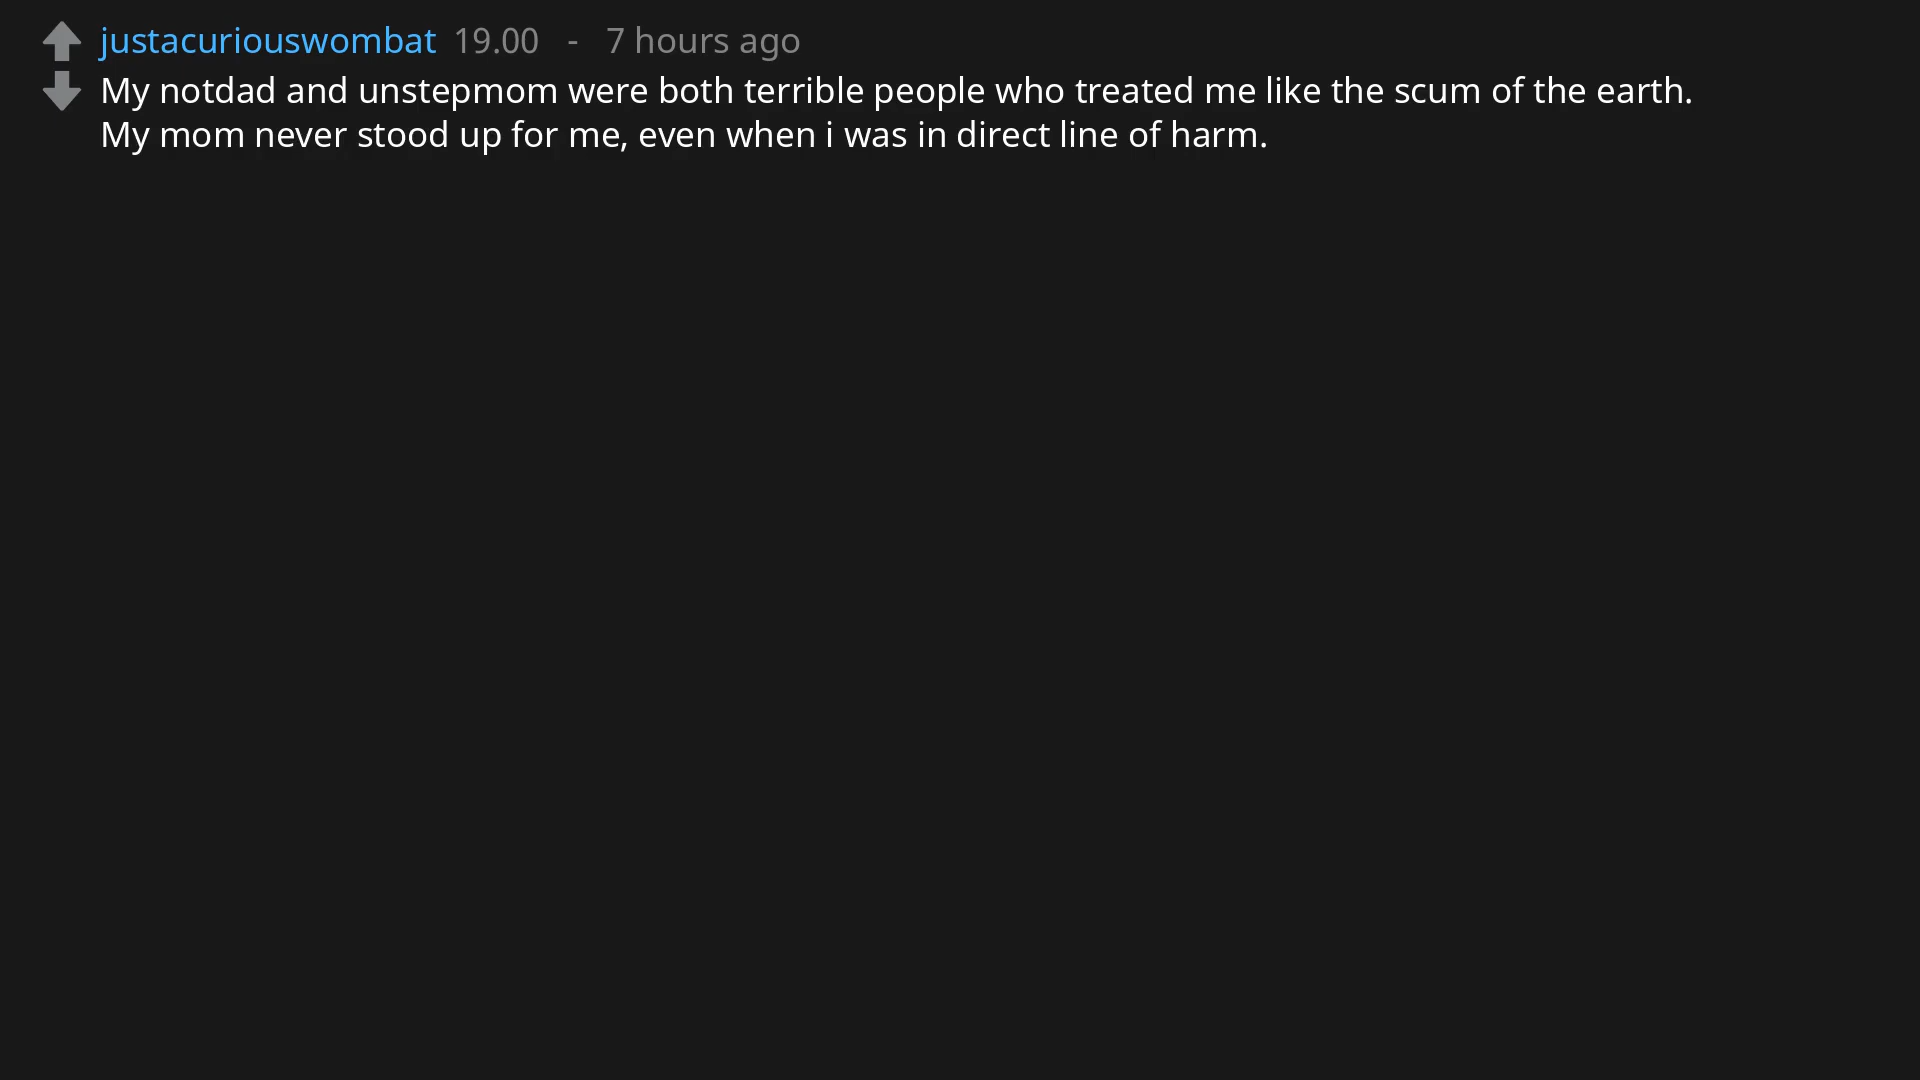 justacuriouswombat 19.00 - 7 hours ago
My notdad and unstepmom were both terrible people who treated me like the scum of the earth.
My mom never stood up for me, even when i was in direct line of harm.